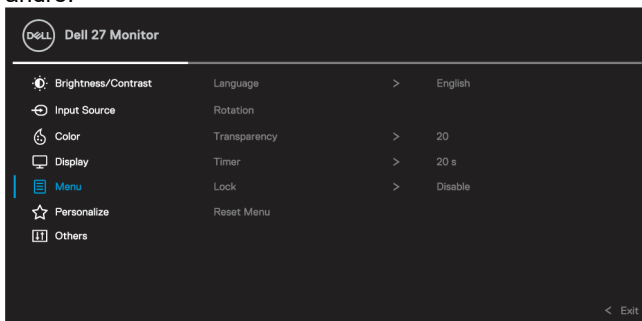 andre.
DELL Dell 27 Monitor
Brightness/Contrast Language > English
Input Source Rotation
Color Transparency > 20
Display Timer > 20 s
Menu Lock > Disable
Personalize Reset Menu
Others
< Exit